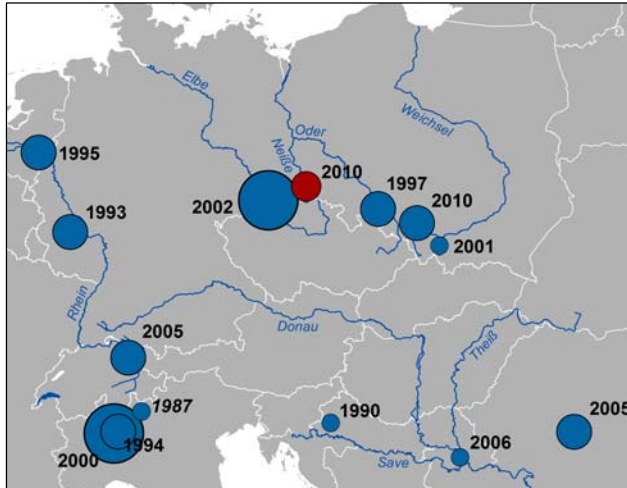 Elbe
Oder
Weichsel
Neiße
1995
2010
1997
2002
2010
1993
2001
Rhein
Donau
Theiß
2005
1987
1990
2005
1994
2000
2006
Save